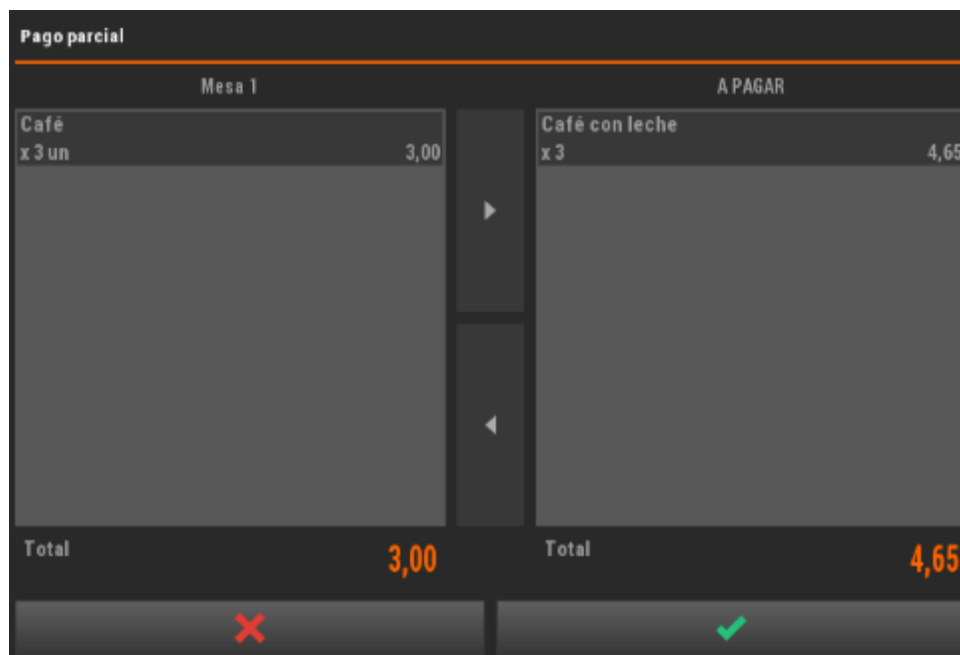 Pago parcial
Mesa 1
Café
x 3 un 3,00
Total 3,00
A PAGAR
Café con leche
x 3 4,65
Total 4,65